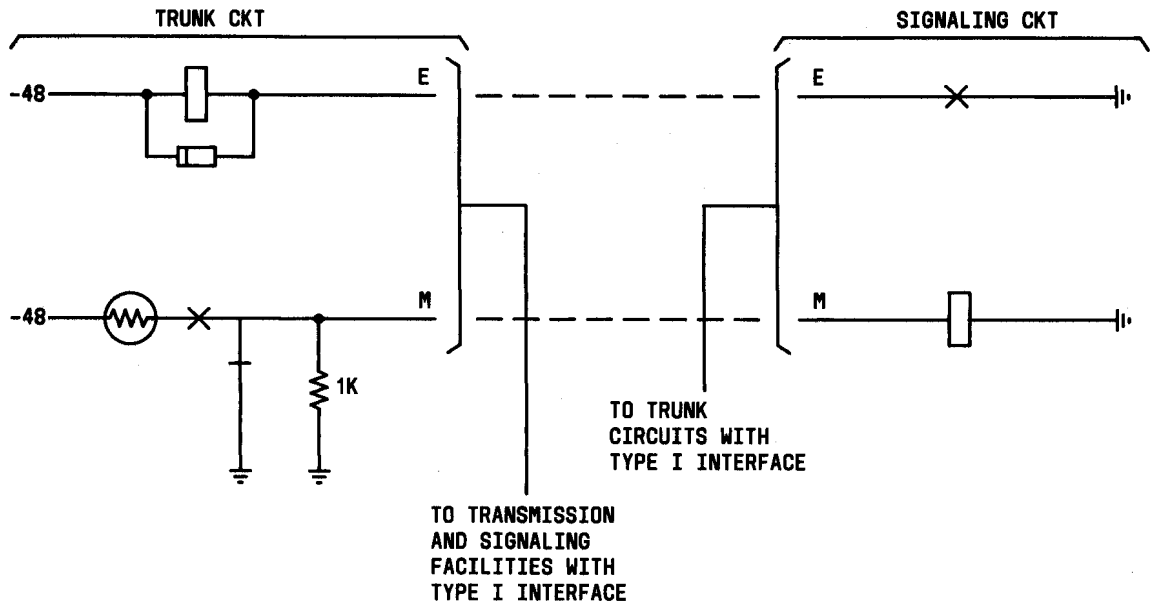 TRUNK CKT
SIGNALING CKT
-48
E
E
-48
M
M
1K
TO TRUNK
CIRCUITS WITH
TYPE I INTERFACE
TO TRANSMISSION
AND SIGNALING
FACILITIES WITH
TYPE I INTERFACE